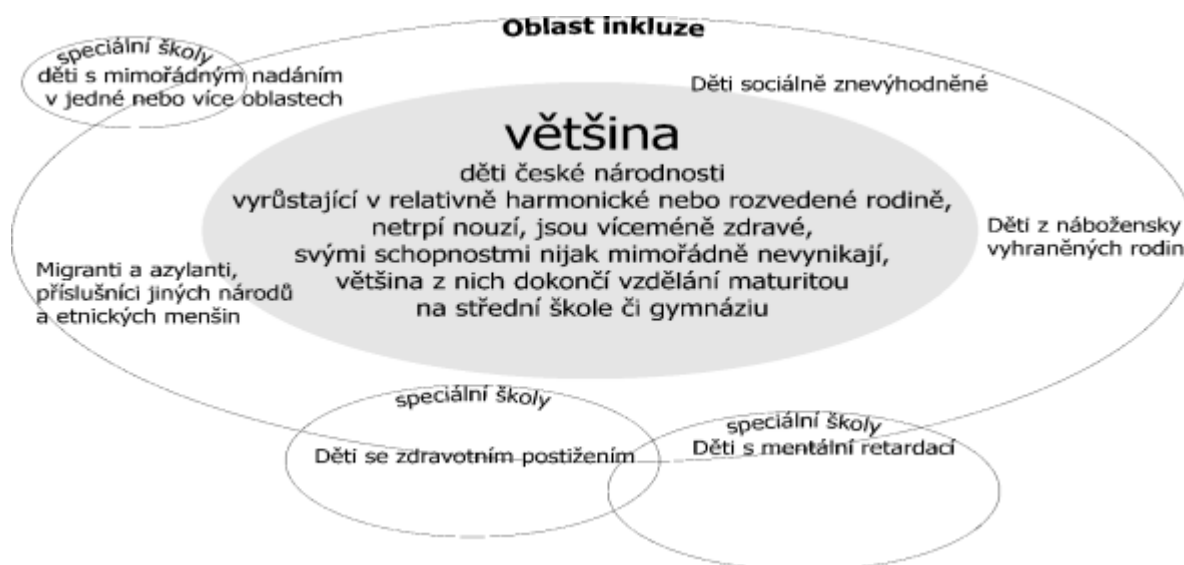 Oblast inkluze
speciální školy
děti s mimořádným nadáním
v jedné nebo více oblastech
Děti sociálně znevýhodněné
většina
děti české národnosti
vyrůstající v relativně harmonické nebo rozvedené rodině,
netrpí nouzí, jsou víceméně zdravé,
svými schopnostmi nijak mimořádně nevynikají,
většina z nich dokončí vzdělání maturitou
na střední škole či gymnáziu
Děti z nábožensky
vyhraněných rodin
Migranti a azylanti,
příslušníci jiných národů
a etnických menšin
speciální školy
Děti se zdravotním postižením
speciální školy
Děti s mentální retardací